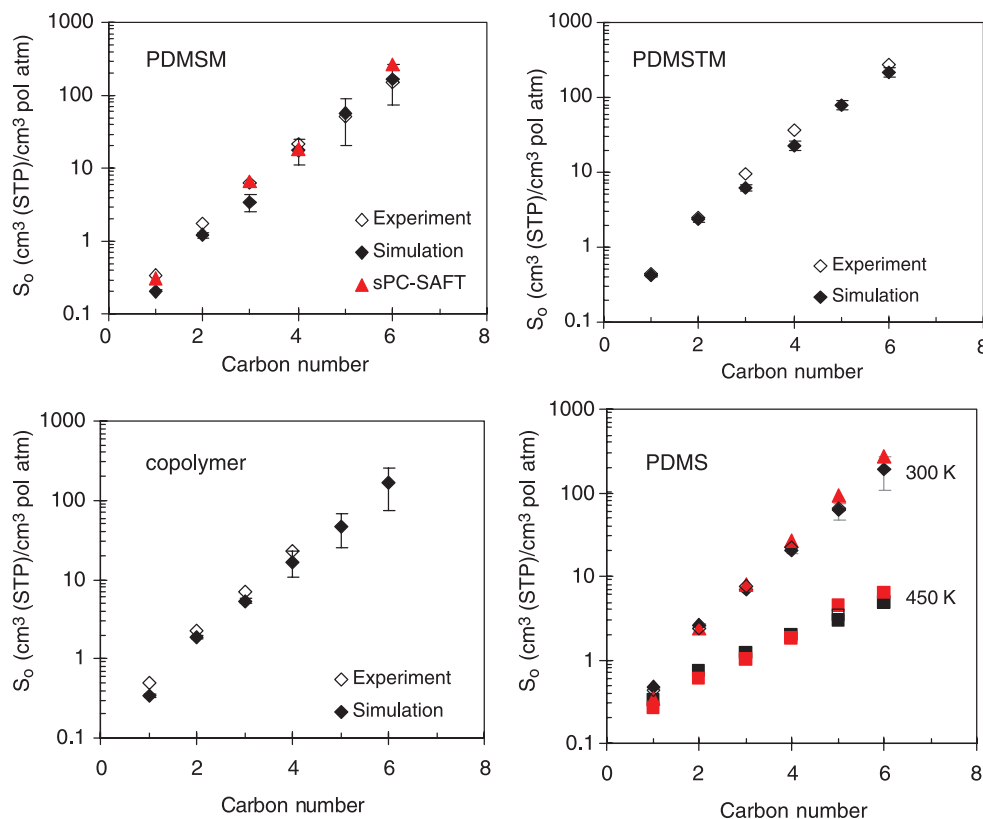 PDMSM
1000
100
10
1
0.1
Sₒ (cm³ (STP)/cm³ pol atm)
Experiment
Simulation
sPC-SAFT
0 2 4 6 8
Carbon number
PDMSTM
1000
100
10
1
0.1
Sₒ (cm³ (STP)/cm³ pol atm)
Experiment
Simulation
0 2 4 6 8
Carbon number
copolymer
1000
100
10
1
0.1
Sₒ (cm³ (STP)/cm³ pol atm)
Experiment
Simulation
0 2 4 6 8
Carbon number
PDMS
1000
100
10
1
0.1
Sₒ (cm³ (STP)/cm³ pol atm)
300 K
450 K
0 2 4 6 8
Carbon number